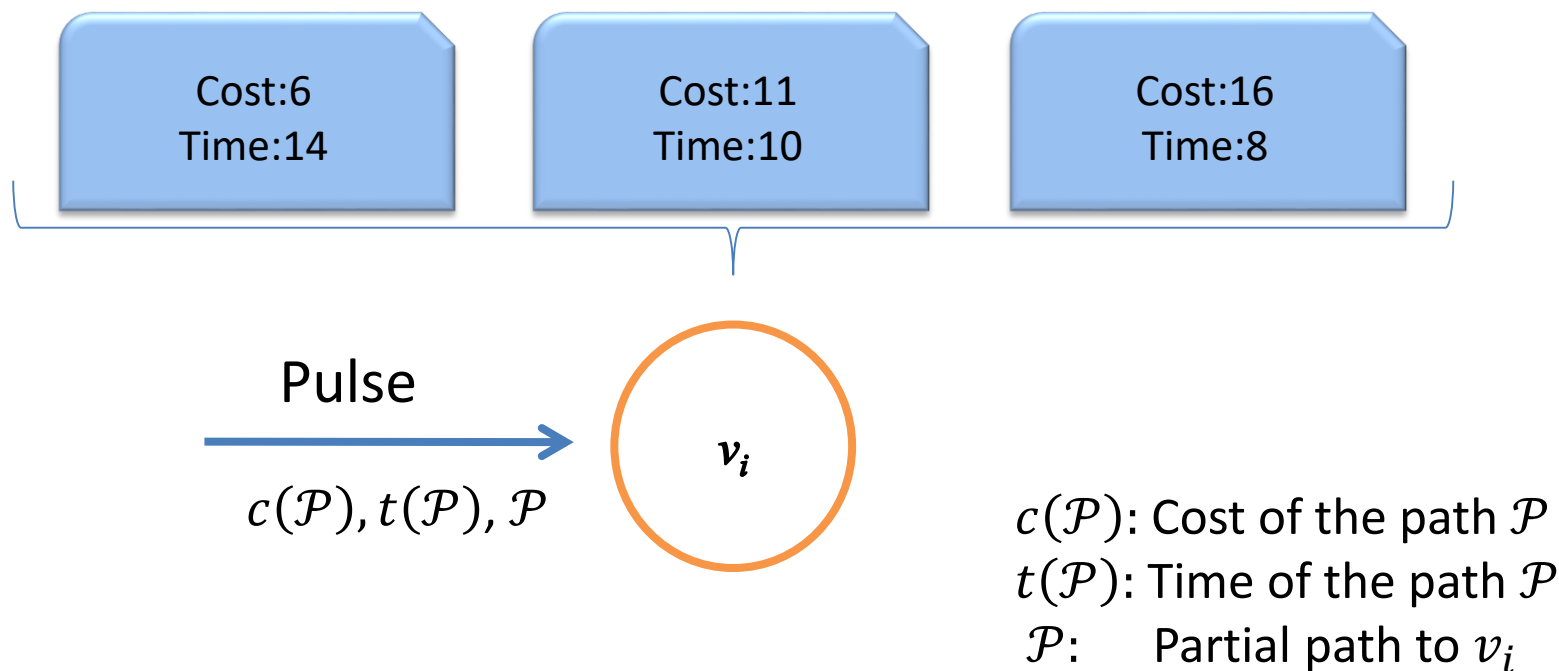 Cost:6
Time:14
Cost:11
Time:10
Cost:16
Time:8
Pulse
c(𝒫), t(𝒫), 𝒫
vᵢ
c(𝒫): Cost of the path 𝒫
t(𝒫): Time of the path 𝒫
𝒫: Partial path to vᵢ